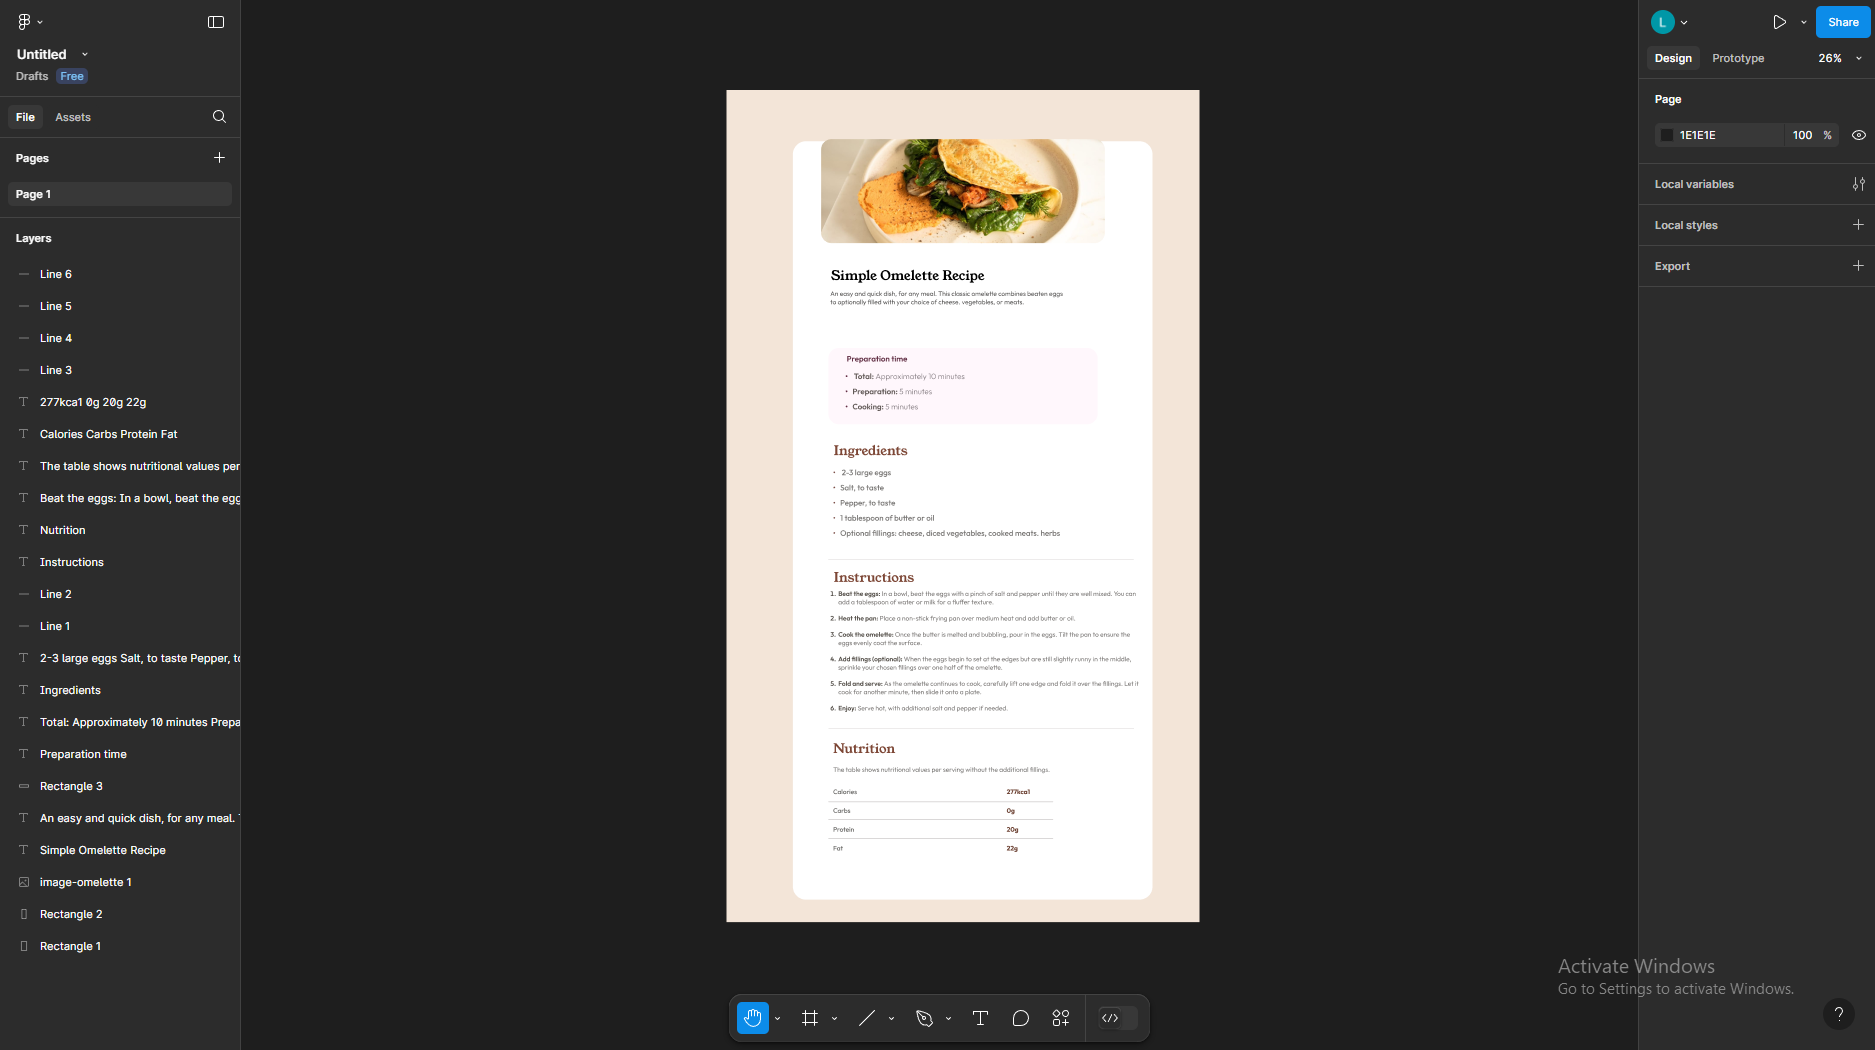 Untitled
Drafts Free
File Assets
Pages
Page 1
Layers
Line 6
Line 5
Line 4
Line 3
277kca1 0g 20g 22g
Calories Carbs Protein Fat
The table shows nutritional values per
Beat the eggs: In a bowl, beat the egg
Nutrition
Instructions
Line 2
Line 1
2-3 large eggs Salt, to taste Pepper, to
Ingredients
Total: Approximately 10 minutes Prepa
Preparation time
Rectangle 3
An easy and quick dish, for any meal.
Simple Omelette Recipe
image-omelette 1
Rectangle 2
Rectangle 1
Simple Omelette Recipe
An easy and quick dish, for any meal. This classic omelette combines beaten eggs
to optionally filled with your choice of cheese. vegetables, or meats.
Preparation time
• Total: Approximately 10 minutes
• Preparation: 5 minutes
• Cooking: 5 minutes
Ingredients
• 2-3 large eggs
• Salt, to taste
• Pepper, to taste
• 1 tablespoon of butter or oil
• Optional fillings: cheese, diced vegetables, cooked meats. herbs
Instructions
1. Beat the eggs: In a bowl, beat the eggs with a pinch of salt and pepper until they are well mixed. You can
add a tablespoon of water or milk for a fluffer texture.
2. Heat the pan: Place a non-stick frying pan over medium heat and add butter or oil.
3. Cook the omelette: Once the butter is melted and bubbling, pour in the eggs. Tilt the pan to ensure the
eggs evenly coat the surface.
4. Add fillings (optional): When the eggs begin to set at the edges but are still slightly runny in the middle,
sprinkle your chosen fillings over one half of the omelette.
5. Fold and serve: As the omelette continues to cook, carefully lift one edge and fold it over the fillings. Let it
cook for another minute, then slide it onto a plate.
6. Enjoy: Serve hot, with additional salt and pepper if needed.
Nutrition
The table shows nutritional values per serving without the additional fillings.
Calories 277kca1
Carbs 0g
Protein 20g
Fat 22g
L
Share
Design Prototype 26%
Page
1E1E1E 100 %
Local variables
Local styles
Export
Activate Windows
Go to Settings to activate Windows.
?